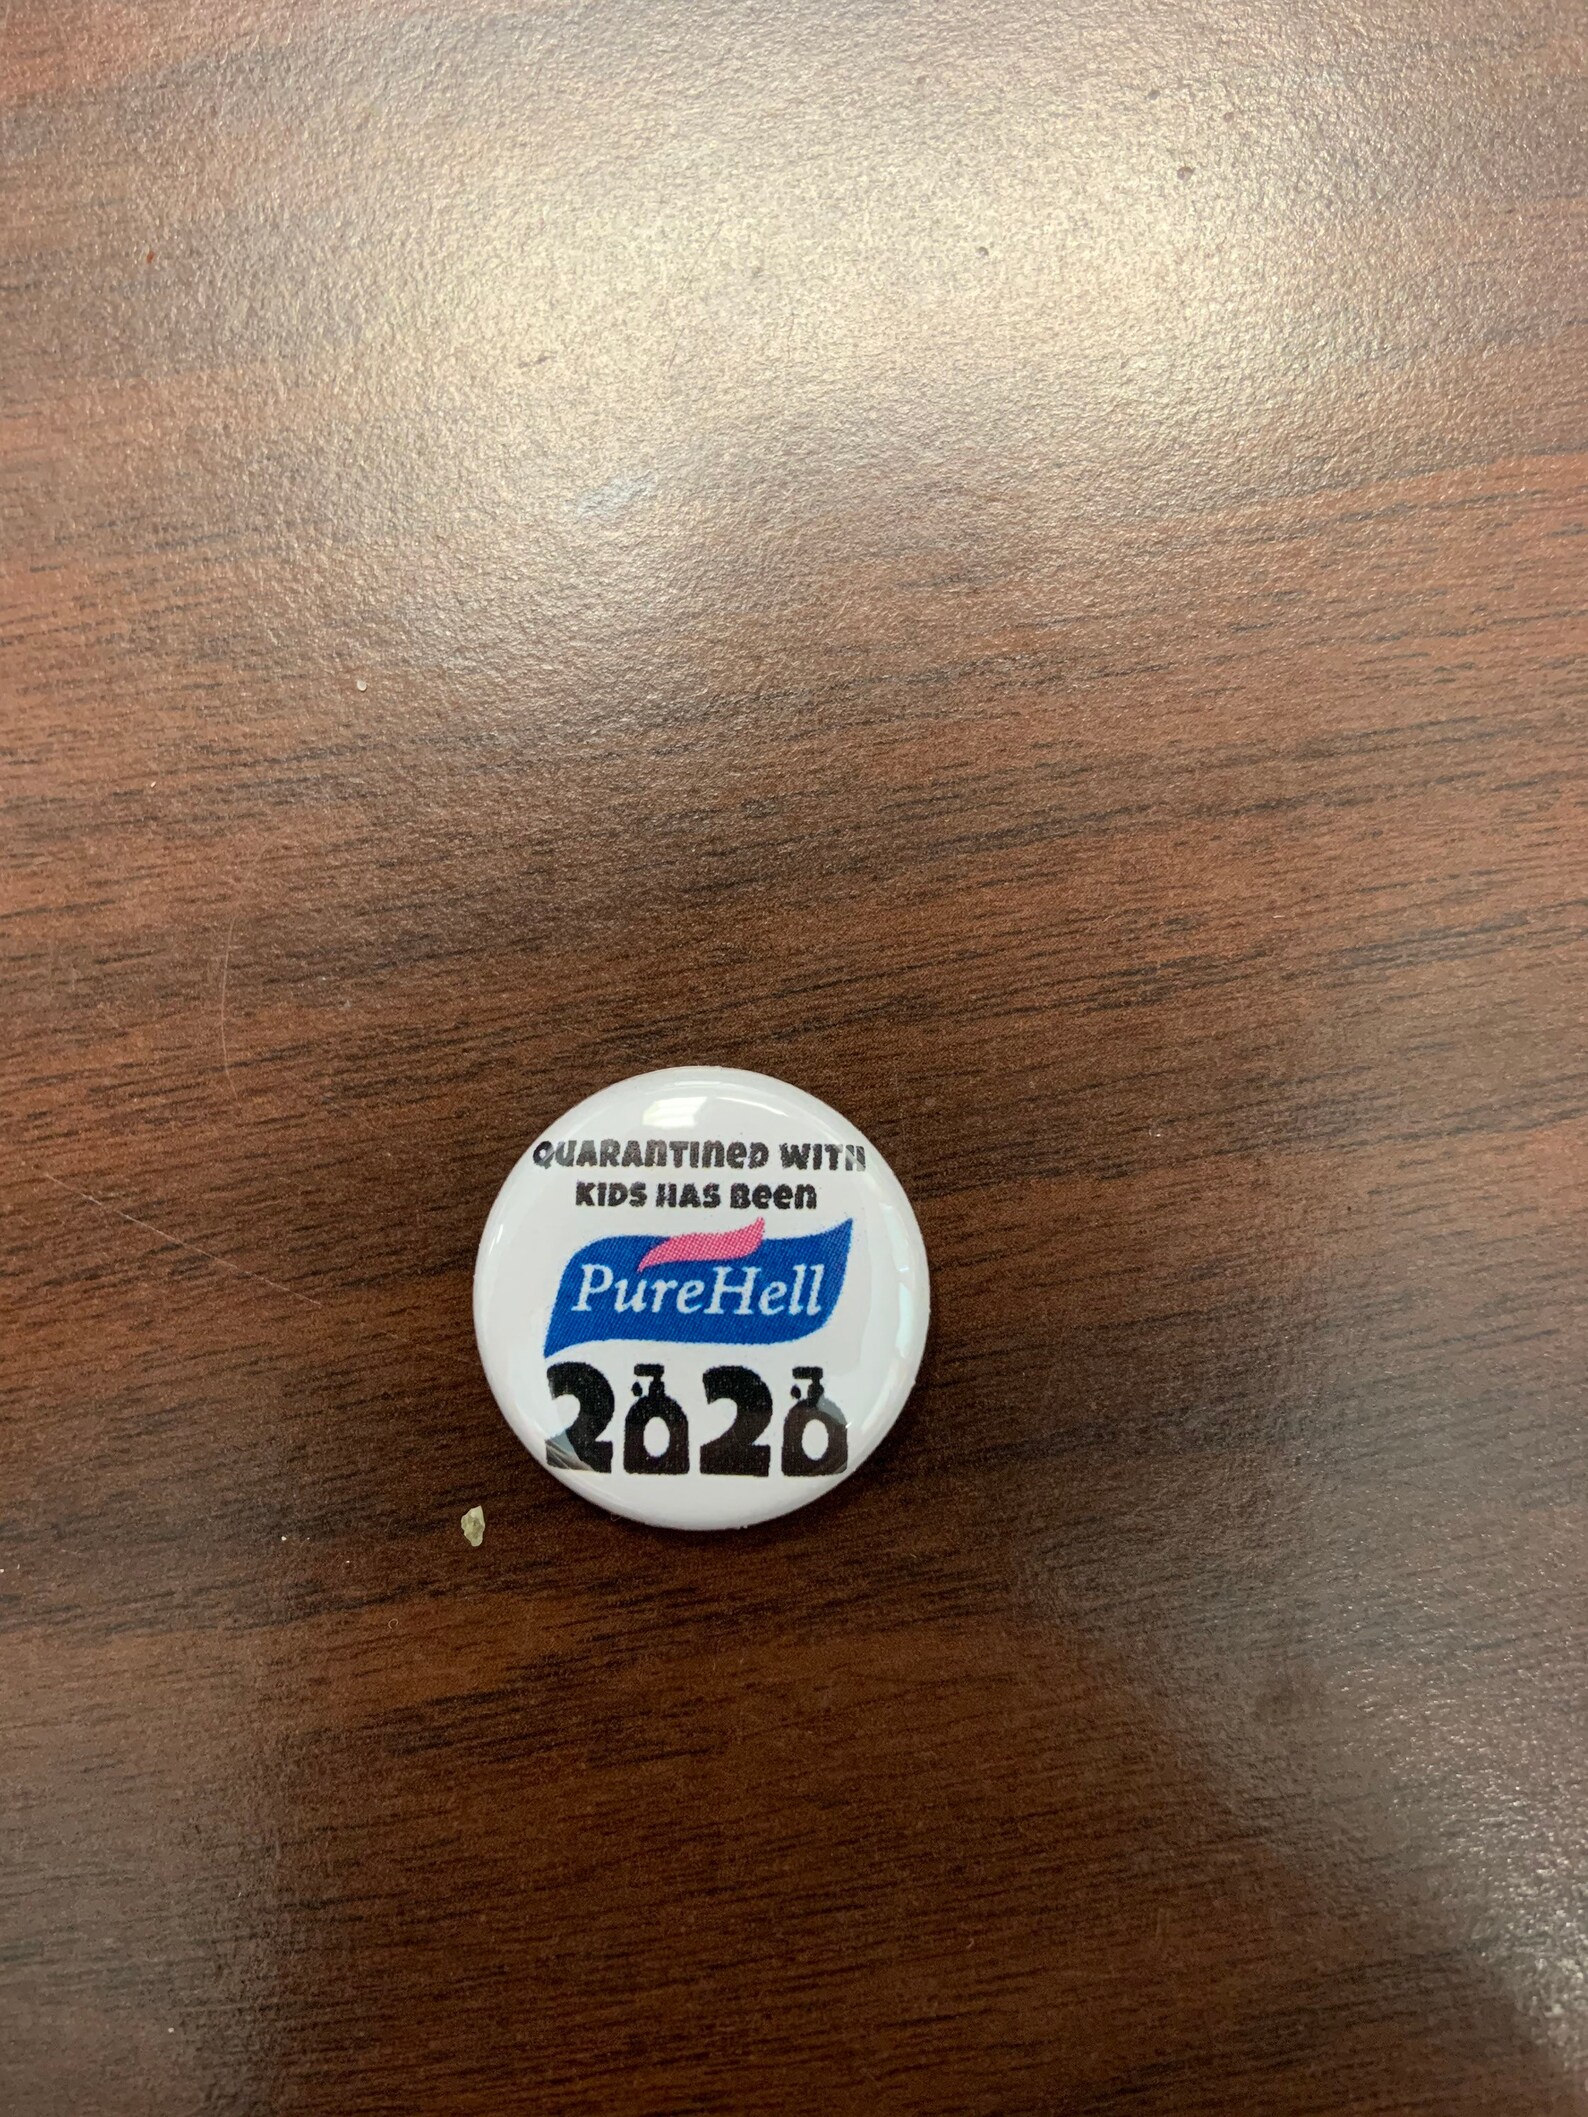 QUARANTINED WITH
KIDS HAS BEEN
PureHell
2020